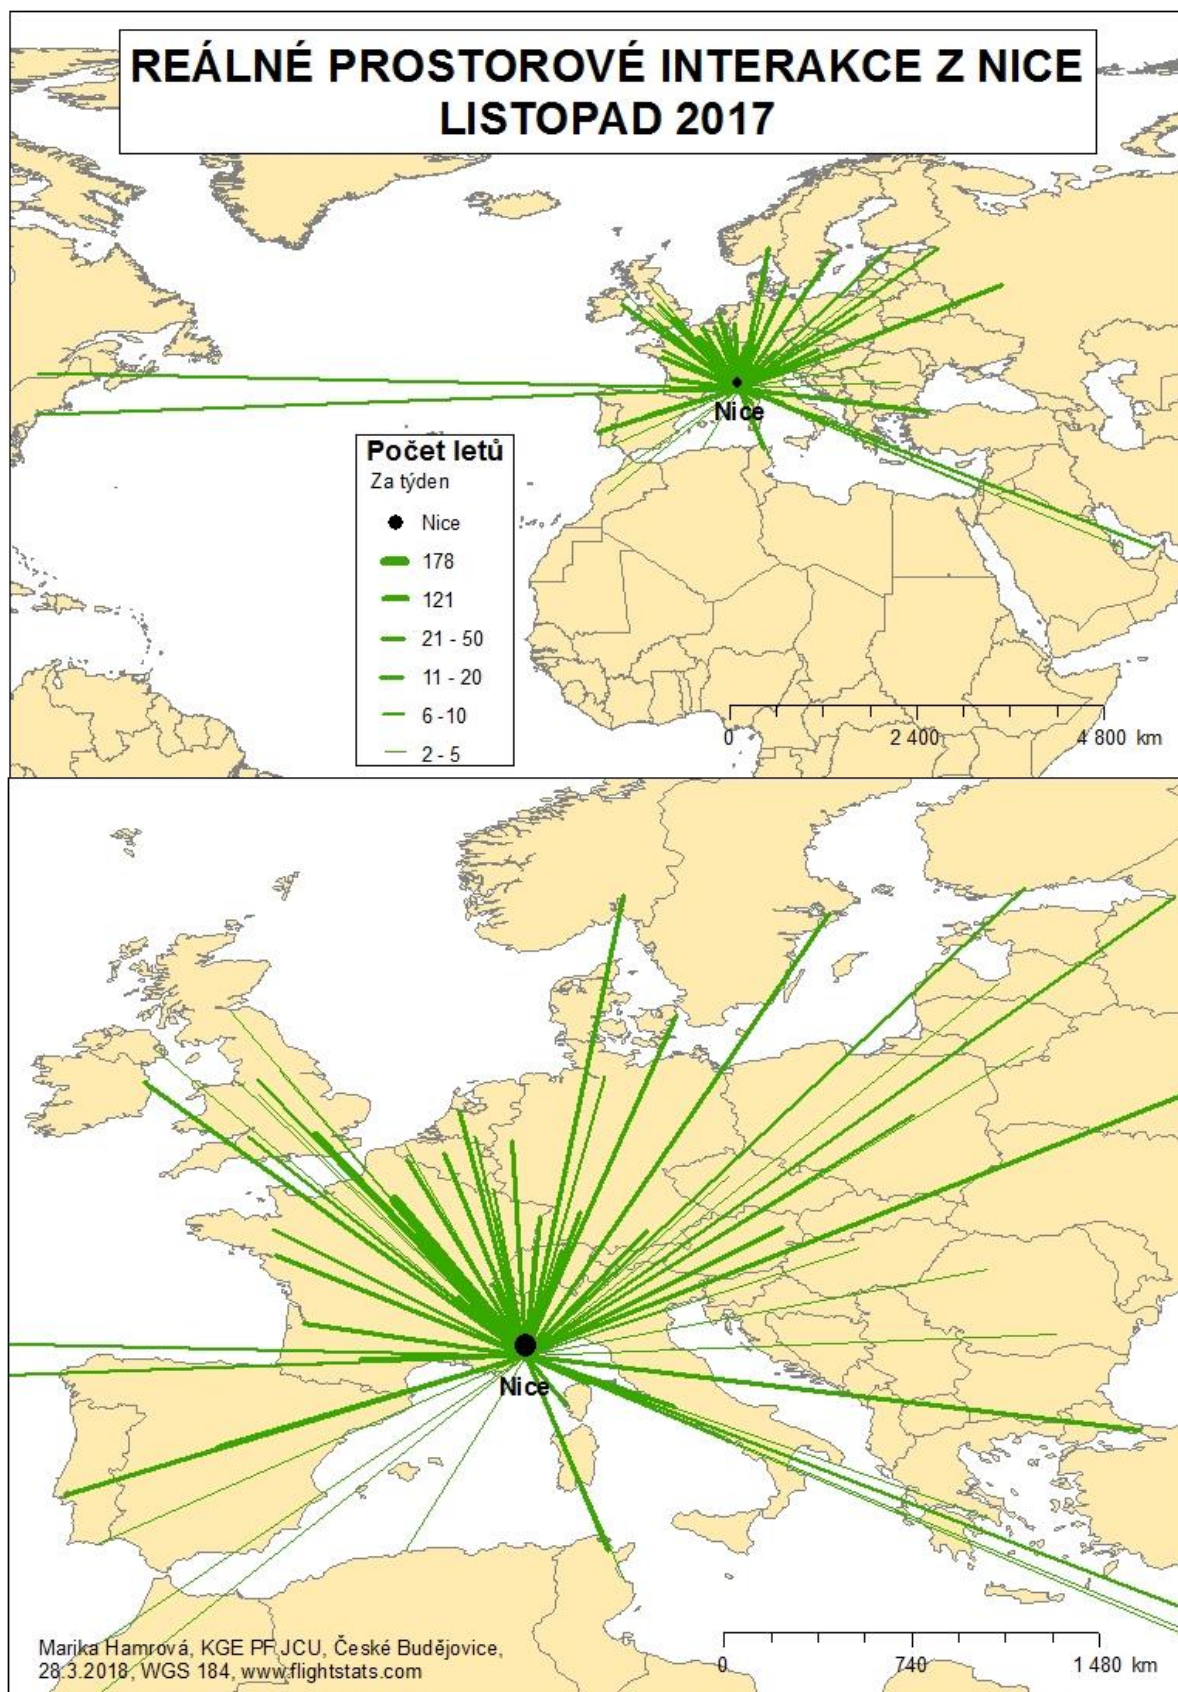 REÁLNÉ PROSTOROVÉ INTERAKCE Z NICE
LISTOPAD 2017
Nice
Počet letů
Za týden
Nice
178
121
21 - 50
11 - 20
6 -10
2 - 5
0 2 400 4 800 km
Nice
Marika Hamrová, KGE PF JCU, České Budějovice,
28.3.2018, WGS 184, www.flightstats.com
0 740 1 480 km